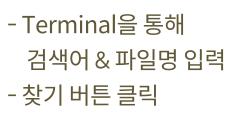 - Terminal을 통해
검색어 & 파일명 입력
- 찾기 버튼 클릭